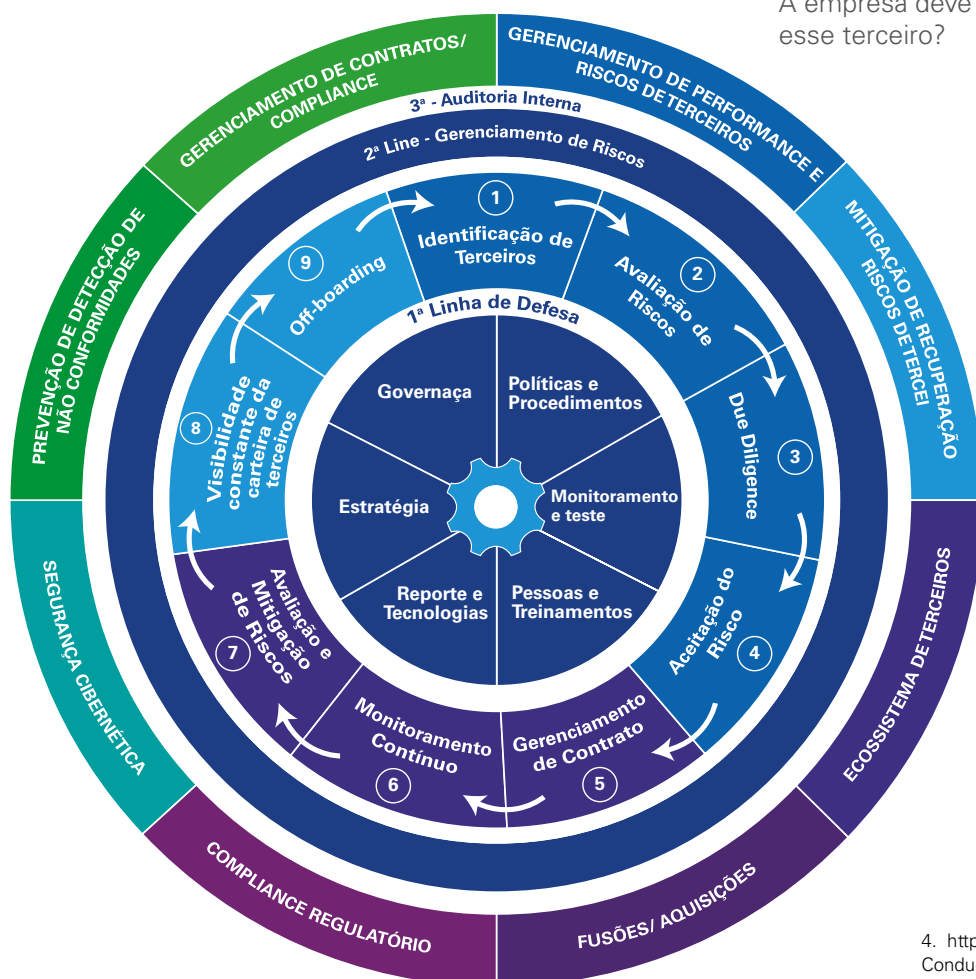 A empresa deve
esse terceiro?
GERENCIAMENTO DE CONTRATOS/
COMPLIANCE
GERENCIAMENTO DE PERFORMANCE E
RISCOS DE TERCEIROS
MITIGAÇÃO DE RECUPERAÇÃO
RISCOS DE TERCEI
ECOSSISTEMA DE TERCEIROS
FUSÕES/ AQUISIÇÕES
COMPLIANCE REGULATÓRIO
SEGURANÇA CIBERNÉTICA
PREVENÇÃO DE DETECÇÃO DE
NÃO CONFORMIDADES
3ª - Auditoria Interna
2ª Line - Gerenciamento de Riscos
1
Identificação de
Terceiros
2
Avaliação de
Riscos
3
Due Diligence
4
Aceitação do
Risco
5
Gerenciamento
de Contrato
6
Monitoramento
Contínuo
7
Avaliação e
Mitigação
de Riscos
8
Visibilidade
constante da
carteira de
terceiros
9
Off-boarding
1ª Linha de Defesa
Governaça
Políticas e
Procedimentos
Estratégia
Monitoramento
e teste
Reporte e
Tecnologias
Pessoas e
Treinamentos
4. http
Condu